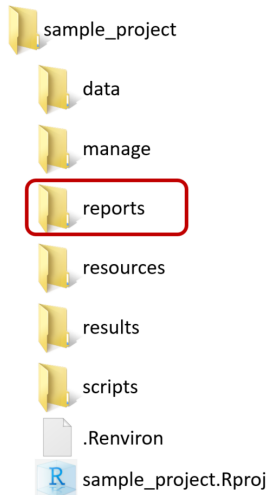 sample_project
data
manage
reports
resources
results
scripts
.Renviron
R sample_project.Rproj